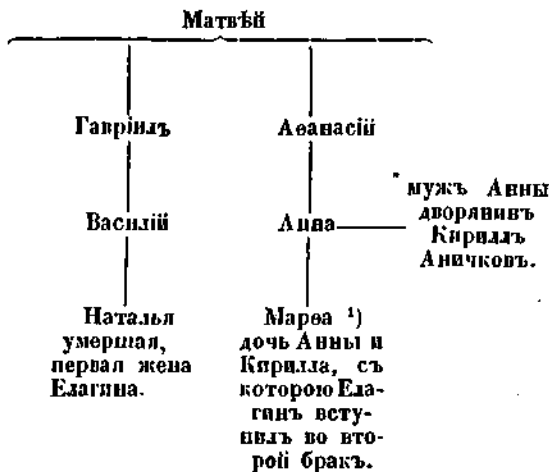 Матвѣй
Гавріилъ
Аѳанасій
Василій
Анна
мужъ Анны
дворянинъ
Кириллъ
Аничковъ.
Наталья
умершая,
первая жена
Елагина.
Марѳа ¹)
дочь Анны и
Кирилла, съ
которою Ела-
гинъ всту-
пилъ во вто-
рой бракъ.